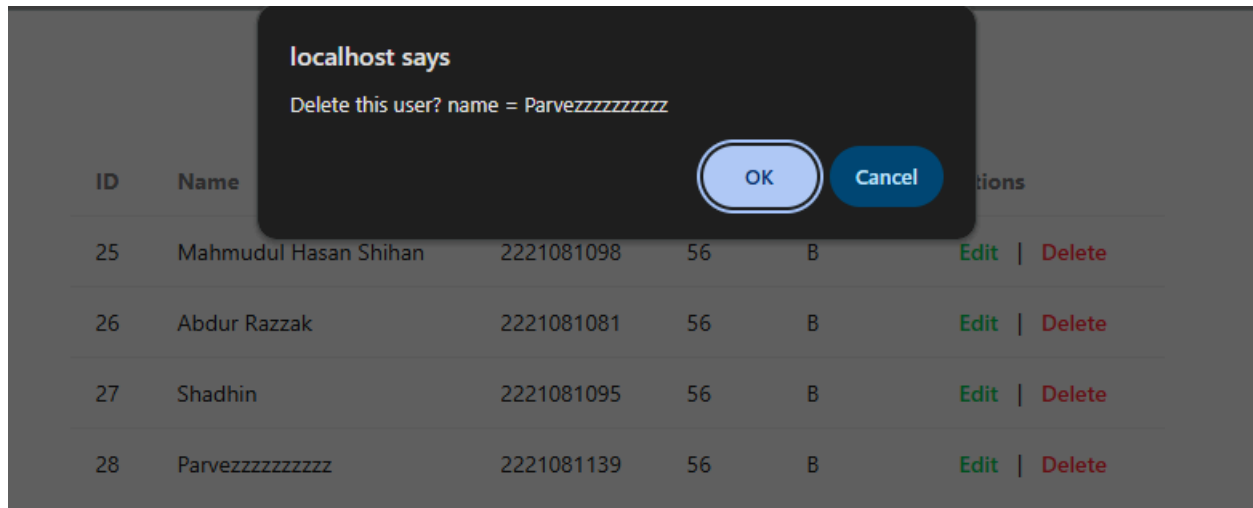 localhost says
Delete this user? name = Parvezzzzzzzzzz
OK Cancel
ID Name tions
25 Mahmudul Hasan Shihan 2221081098 56 B Edit | Delete
26 Abdur Razzak 2221081081 56 B Edit | Delete
27 Shadhin 2221081095 56 B Edit | Delete
28 Parvezzzzzzzzzz 2221081139 56 B Edit | Delete